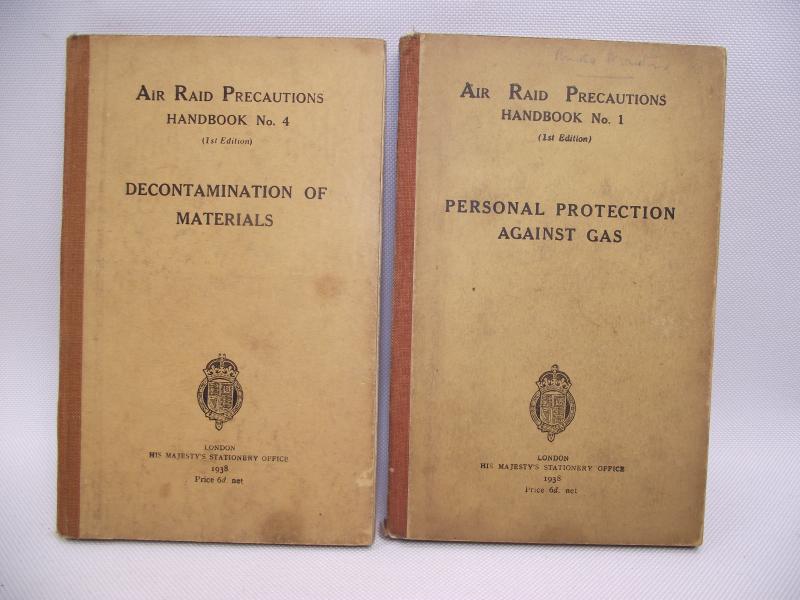 AIR RAID PRECAUTIONS
HANDBOOK No. 4
(1st Edition)
DECONTAMINATION OF
MATERIALS
LONDON
HIS MAJESTY'S STATIONERY OFFICE
1938
Price 6d. net
AIR RAID PRECAUTIONS
HANDBOOK No. 1
(1st Edition)
PERSONAL PROTECTION
AGAINST GAS
LONDON
HIS MAJESTY'S STATIONERY OFFICE
1938
Price 6d. net